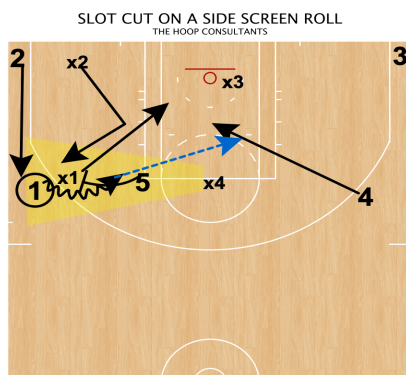 SLOT CUT ON A SIDE SCREEN ROLL
THE HOOP CONSULTANTS
2 x2 3
x3
x1 5 x4
1 4